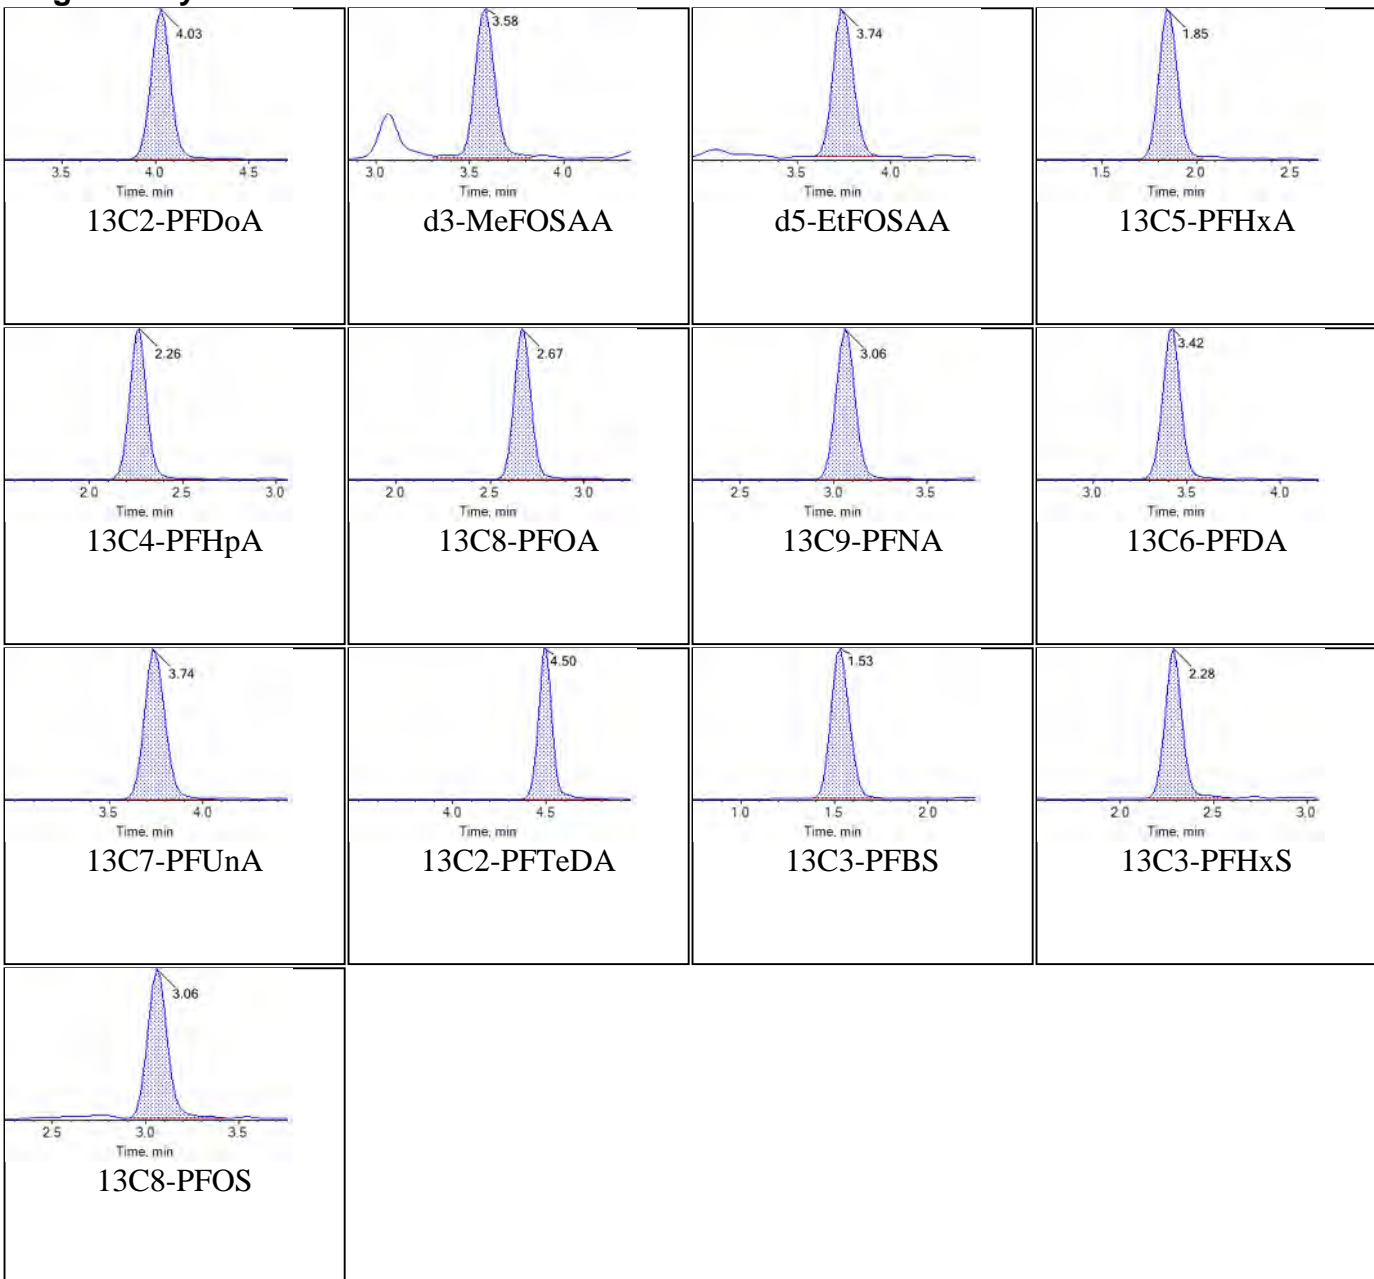 4.03
3.5 4.0 4.5
Time, min
13C2-PFDoA
3.58
3.0 3.5 4.0
Time, min
d3-MeFOSAA
3.74
3.5 4.0
Time, min
d5-EtFOSAA
1.85
1.5 2.0 2.5
Time, min
13C5-PFHxA
2.26
2.0 2.5 3.0
Time, min
13C4-PFHpA
2.67
2.0 2.5 3.0
Time, min
13C8-PFOA
3.06
2.5 3.0 3.5
Time, min
13C9-PFNA
3.42
3.0 3.5 4.0
Time, min
13C6-PFDA
3.74
3.5 4.0
Time, min
13C7-PFUnA
4.50
4.0 4.5
Time, min
13C2-PFTeDA
1.53
1.0 1.5 2.0
Time, min
13C3-PFBS
2.28
2.0 2.5 3.0
Time, min
13C3-PFHxS
3.06
2.5 3.0 3.5
Time, min
13C8-PFOS